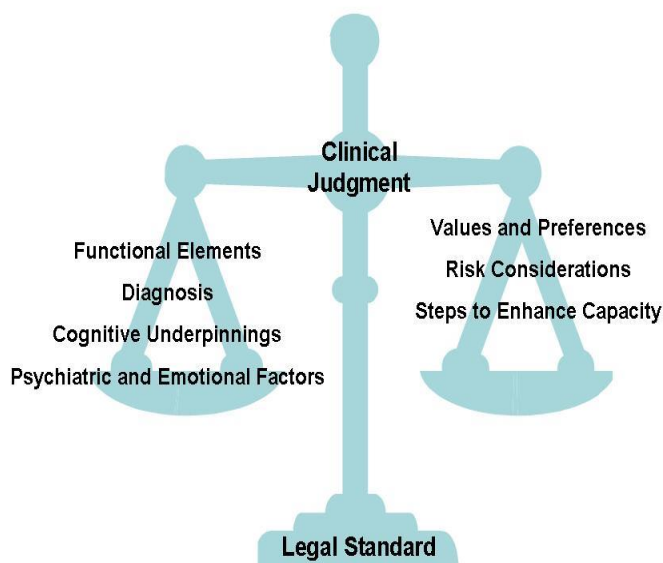 Clinical
Judgment
Functional Elements
Diagnosis
Cognitive Underpinnings
Psychiatric and Emotional Factors
Values and Preferences
Risk Considerations
Steps to Enhance Capacity
Legal Standard